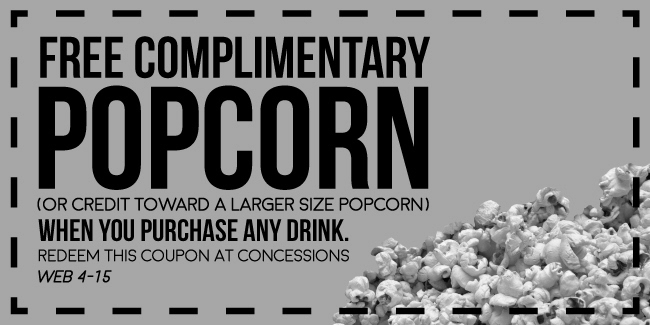 FREE COMPLIMENTARY
POPCORN
(OR CREDIT TOWARD A LARGER SIZE POPCORN)
WHEN YOU PURCHASE ANY DRINK.
REDEEM THIS COUPON AT CONCESSIONS
WEB 4-15